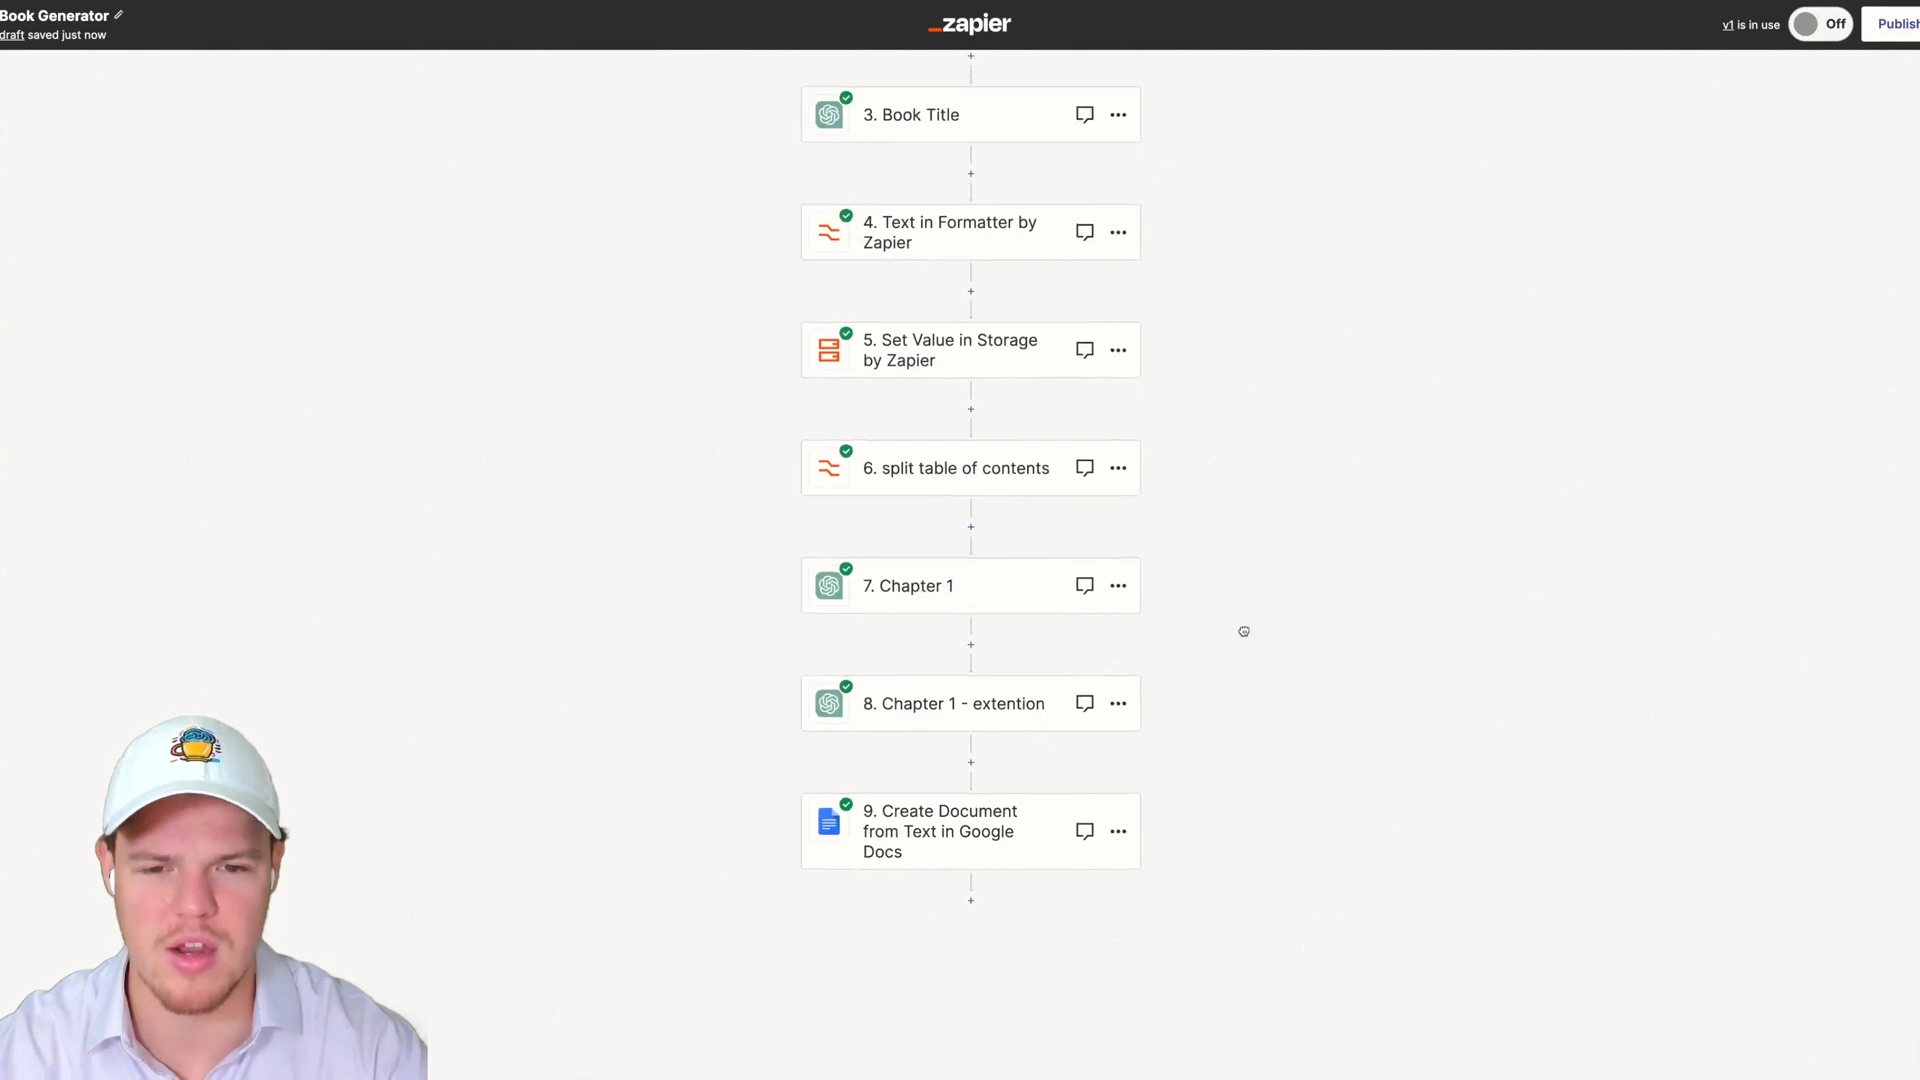 Book Generator
draft saved just now
zapier
v1 is in use
Off
Publish
3. Book Title
4. Text in Formatter by
Zapier
5. Set Value in Storage
by Zapier
6. split table of contents
7. Chapter 1
8. Chapter 1 - extention
9. Create Document
from Text in Google
Docs